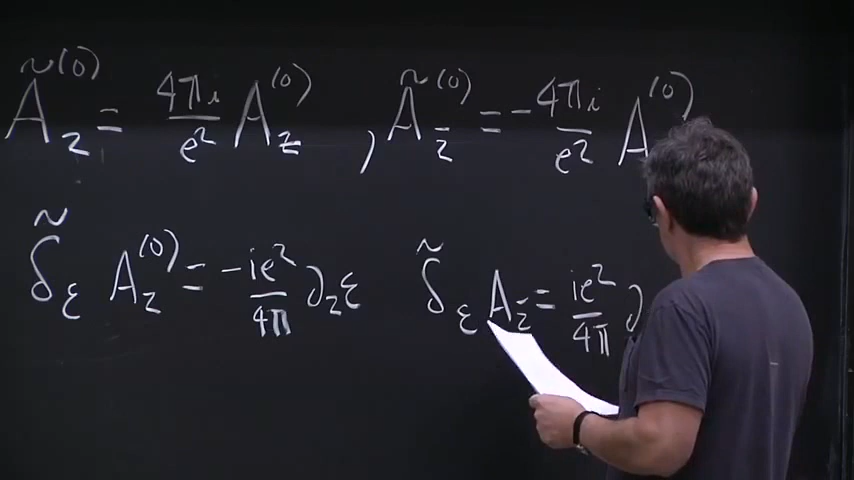 Ã_z^(0) = 4πi/e² A_z^(0) , Ã_z̄^(0) = - 4πi/e² A^(0)
δ̃_ε A_z^(0) = - ie²/4π ∂_z ε δ̃_ε A_z̄ = ie²/4π ∂